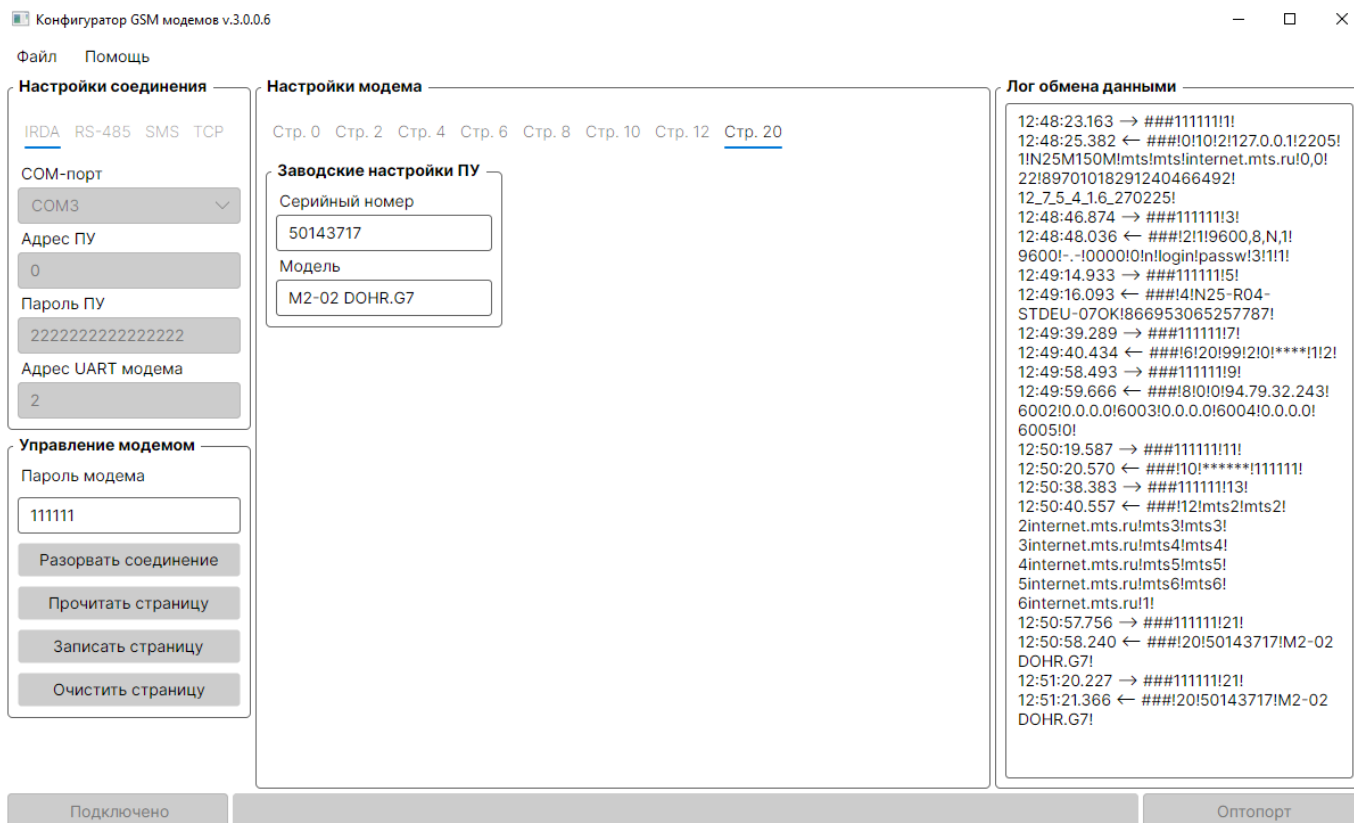 Конфигуратор GSM модемов v.3.0.0.6
Файл Помощь
Настройки соединения
IRDA RS-485 SMS TCP
COM-порт
COM3
Адрес ПУ
0
Пароль ПУ
2222222222222222
Адрес UART модема
2
Управление модемом
Пароль модема
111111
Разорвать соединение
Прочитать страницу
Записать страницу
Очистить страницу
Настройки модема
Стр. 0 Стр. 2 Стр. 4 Стр. 6 Стр. 8 Стр. 10 Стр. 12 Стр. 20
Заводские настройки ПУ
Серийный номер
50143717
Модель
M2-02 DOHR.G7
Лог обмена данными
12:48:23.163 → ###111111!1!
12:48:25.382 ← ###!0!10!2!127.0.0.1!2205!
1!N25M150M!mts!mts!internet.mts.ru!0,0!
22!89701018291240466492!
12_7_5_4_1.6_270225!
12:48:46.874 → ###111111!3!
12:48:48.036 ← ###!2!1!9600,8,N,1!
9600!-.-!0000!0!n!login!passw!3!1!1!
12:49:14.933 → ###111111!5!
12:49:16.093 ← ###!4!N25-R04-
STDEU-07OK!866953065257787!
12:49:39.289 → ###111111!7!
12:49:40.434 ← ###!6!20!99!2!0!****!1!2!
12:49:58.493 → ###111111!9!
12:49:59.666 ← ###!8!0!0!94.79.32.243!
6002!0.0.0.0!6003!0.0.0.0!6004!0.0.0.0!
6005!0!
12:50:19.587 → ###111111!11!
12:50:20.570 ← ###!10!******!111111!
12:50:38.383 → ###111111!13!
12:50:40.557 ← ###!12!mts2!mts2!
2internet.mts.ru!mts3!mts3!
3internet.mts.ru!mts4!mts4!
4internet.mts.ru!mts5!mts5!
5internet.mts.ru!mts6!mts6!
6internet.mts.ru!1!
12:50:57.756 → ###111111!21!
12:50:58.240 ← ###!20!50143717!M2-02
DOHR.G7!
12:51:20.227 → ###111111!21!
12:51:21.366 ← ###!20!50143717!M2-02
DOHR.G7!
Подключено
Оптопорт